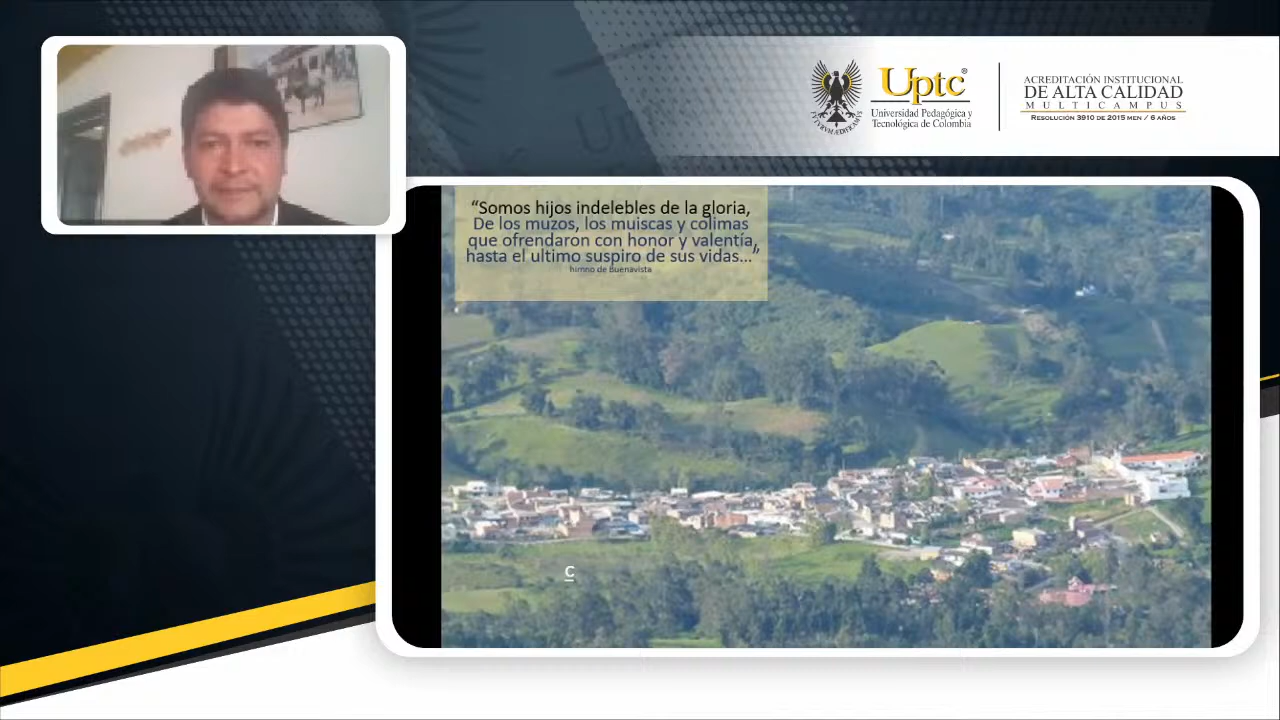 Uptc®
Universidad Pedagógica y
Tecnológica de Colombia
ACREDITACIÓN INSTITUCIONAL
DE ALTA CALIDAD
MULTICAMPUS
RESOLUCIÓN 3910 DE 2015 MEN / 6 AÑOS
“Somos hijos indelebles de la gloria,
De los muzos, los muiscas y colimas
que ofrendaron con honor y valentía,
hasta el ultimo suspiro de sus vidas...”
himno de Buenavista
C